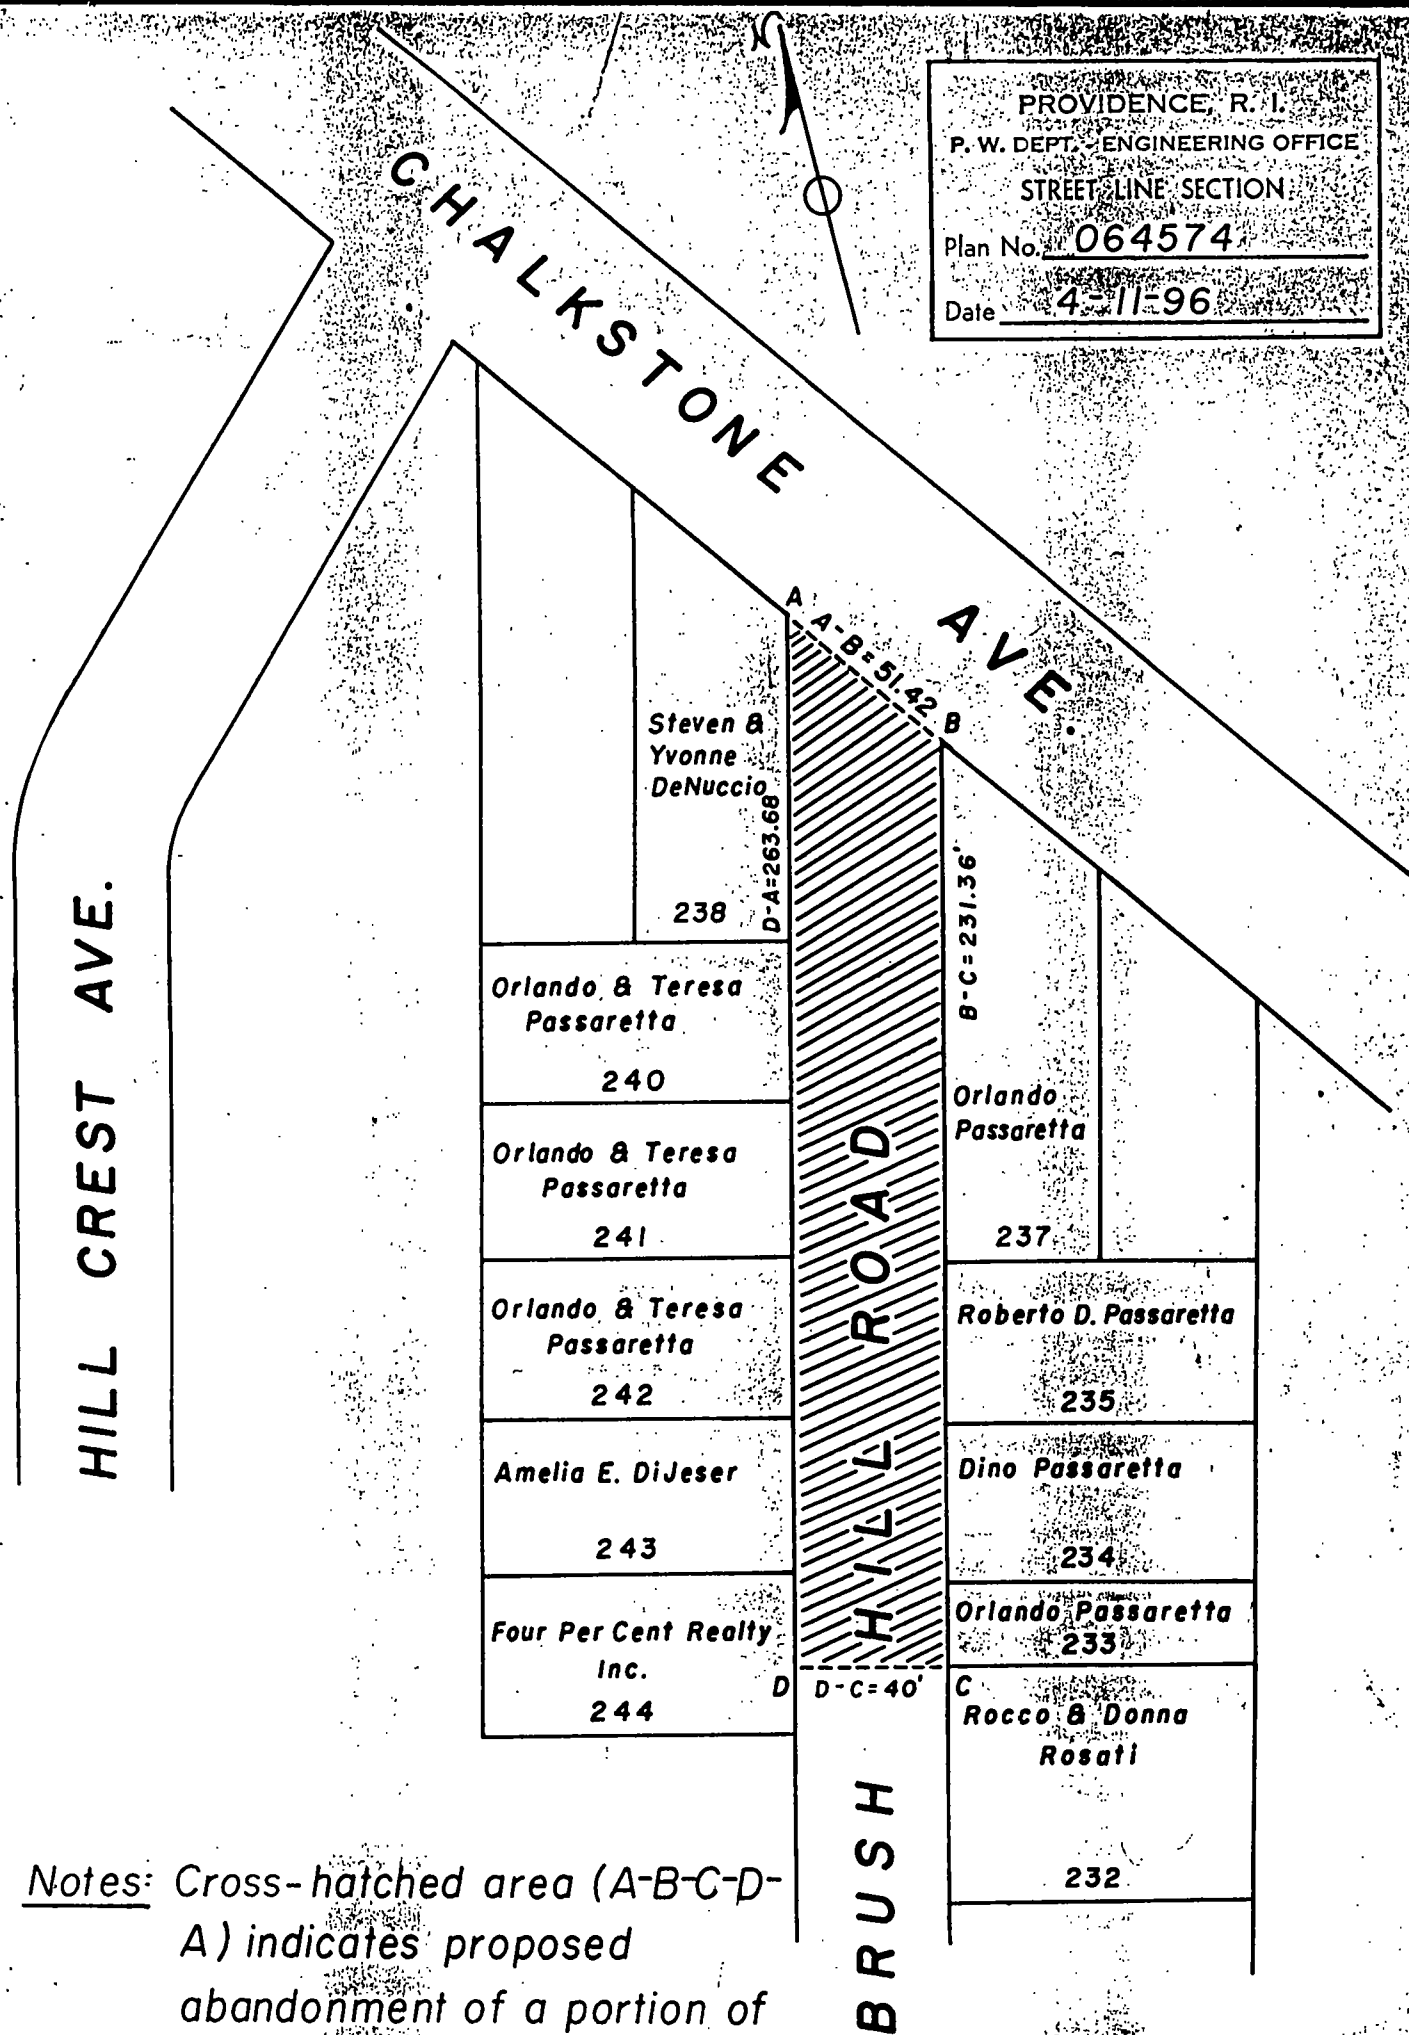 N
PROVIDENCE, R. I.
P. W. DEPT. - ENGINEERING OFFICE
STREET LINE SECTION
Plan No. 064574
Date 4-11-96
CHALKSTONE AVE.
HILL CREST AVE.
A
A-B=51.42
B
Steven &
Yvonne
DeNuccio
238
D-A=263.68
B-C=231.36'
Orlando & Teresa
Passaretta
240
Orlando & Teresa
Passaretta
241
Orlando & Teresa
Passaretta
242
Amelia E. DiJeser
243
Four Per Cent Realty
Inc.
244
Orlando
Passaretta
237
Roberto D. Passaretta
235
Dino Passaretta
234
Orlando Passaretta
233
D
D-C=40'
C
Rocco & Donna
Rosati
232
BRUSH HILL ROAD
Notes: Cross-hatched area (A-B-C-D-
A) indicates proposed
abandonment of a portion of